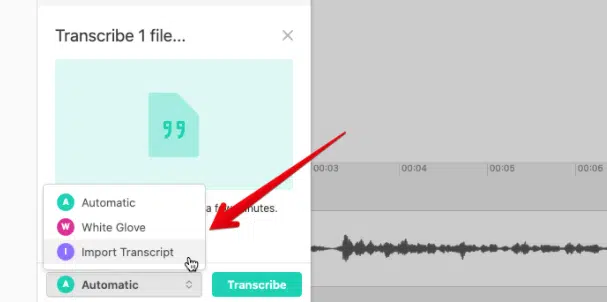 Transcribe 1 file...
00:03 00:04 00:05 00:06
A Automatic
a few minutes.
W White Glove
I Import Transcript
A Automatic
Transcribe